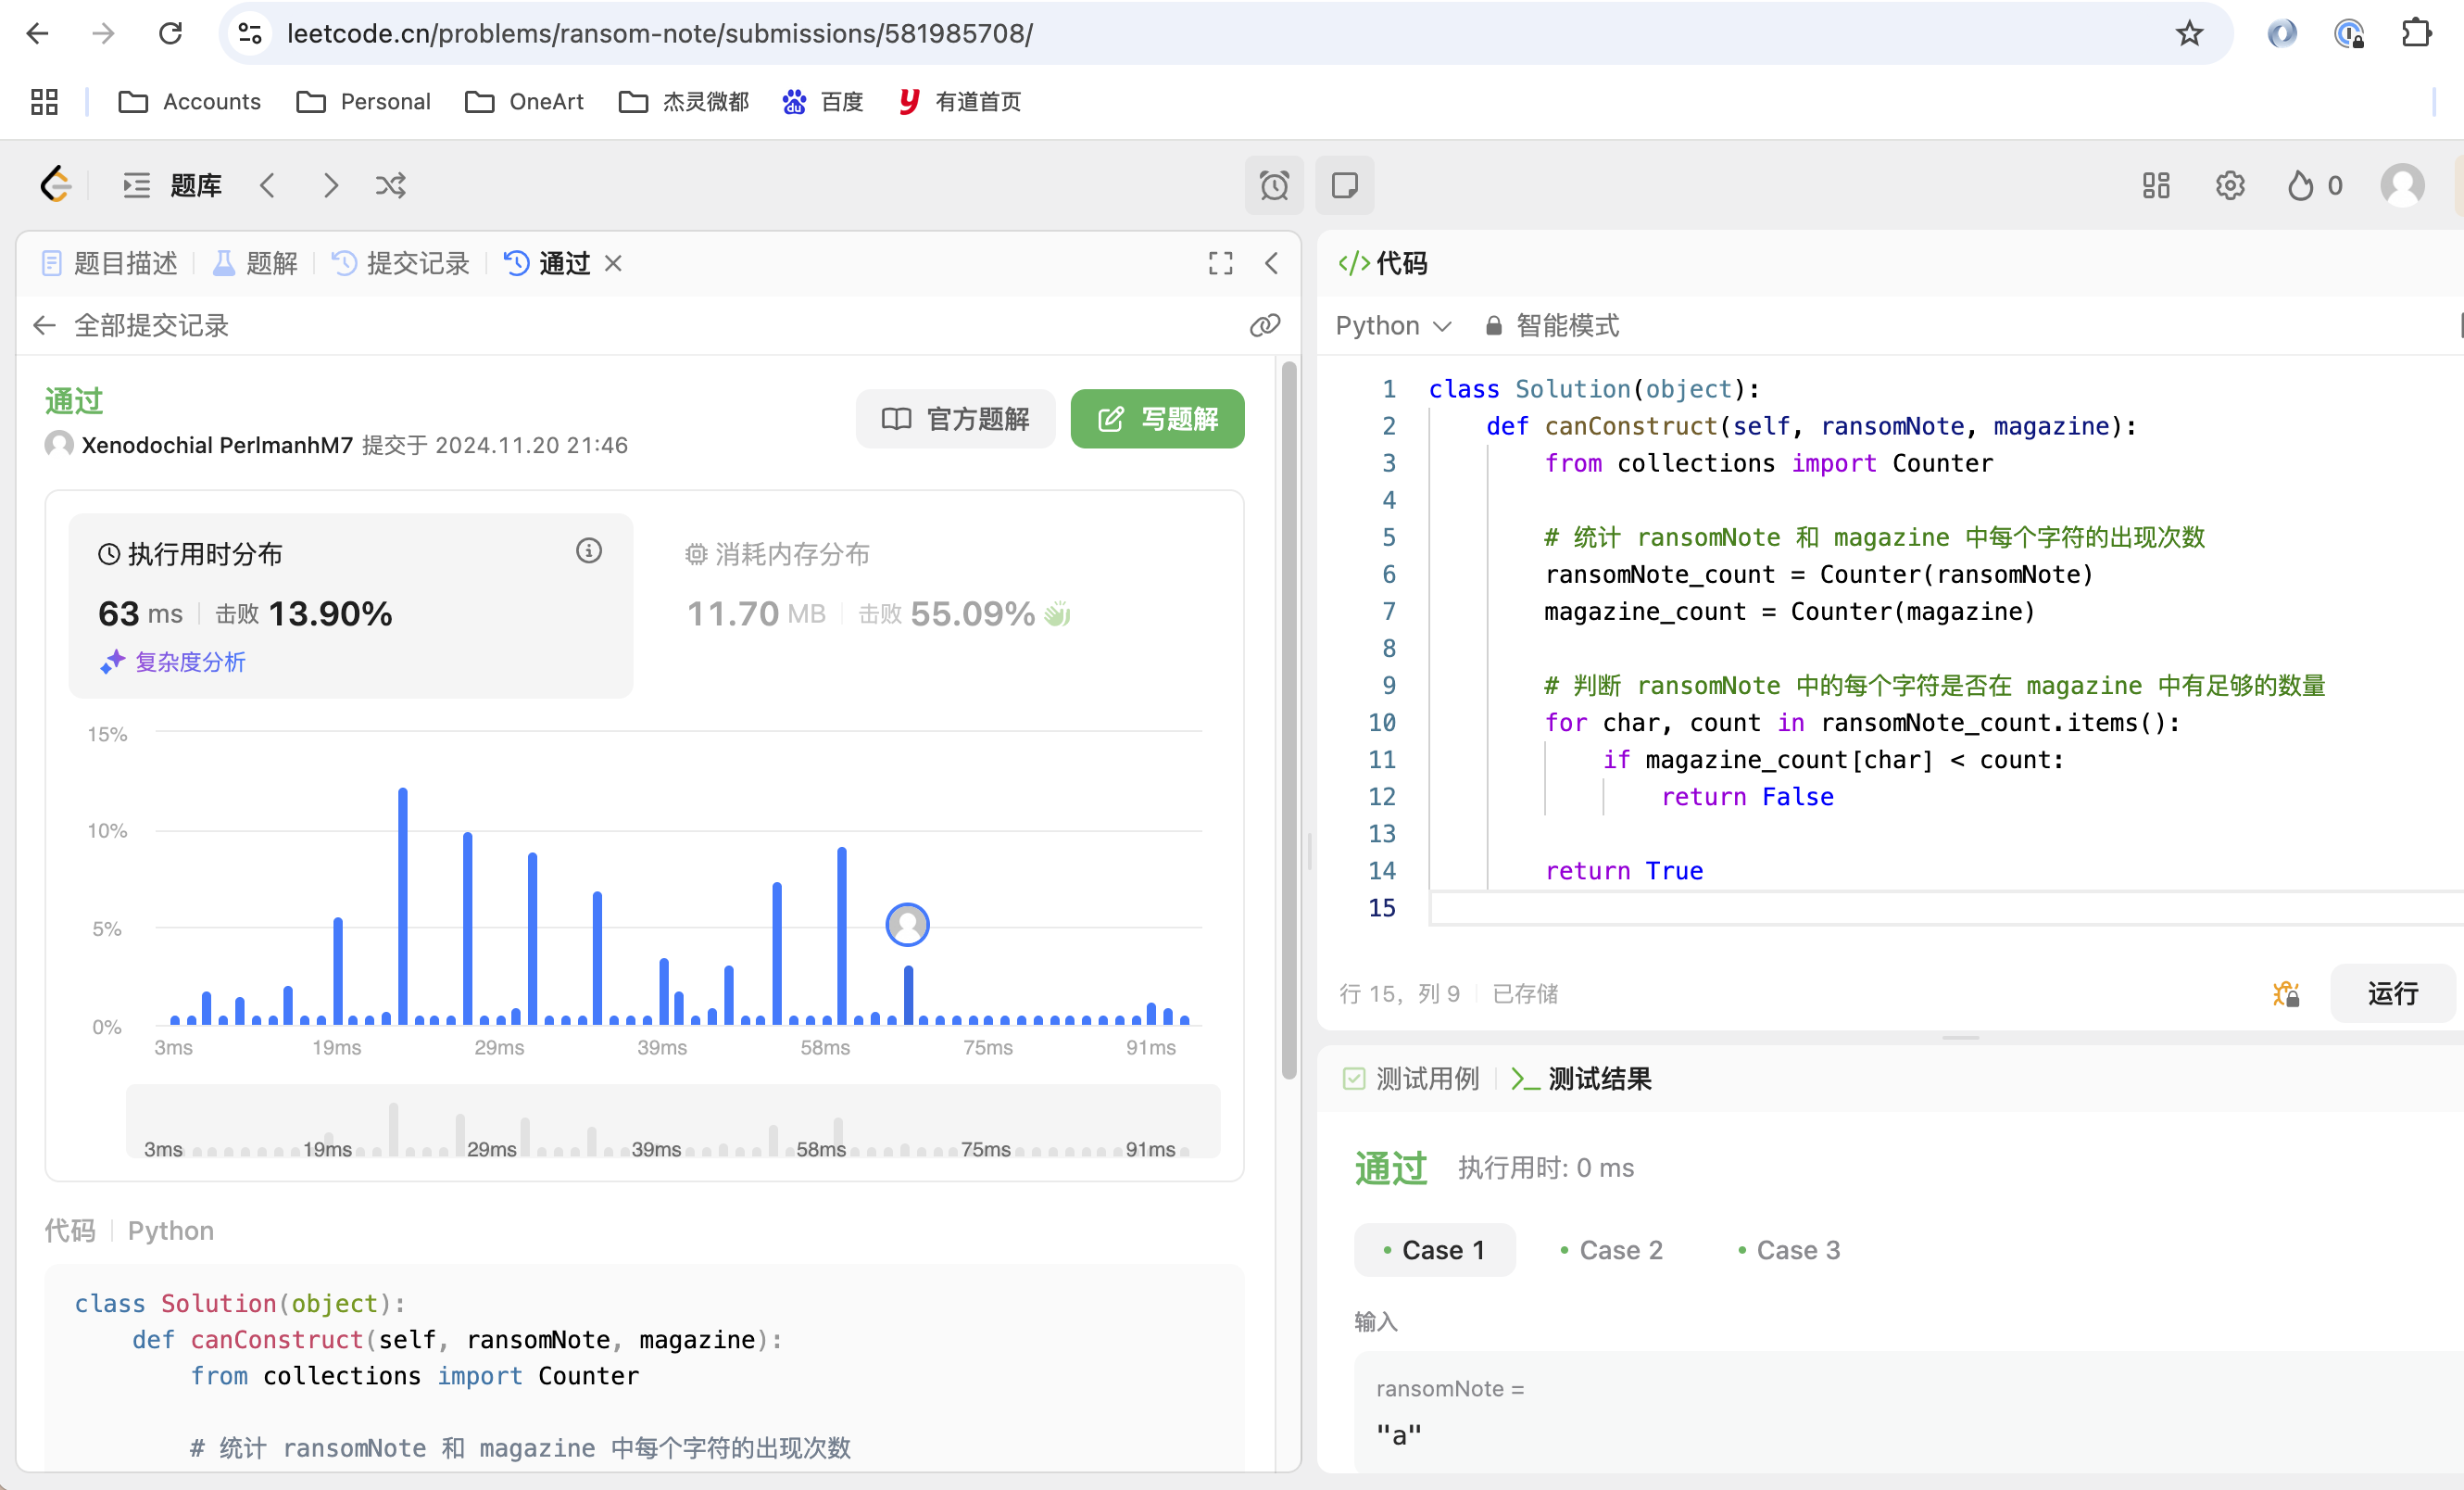 leetcode.cn/problems/ransom-note/submissions/581985708/
Accounts
Personal
OneArt
杰灵微都
百度
有道首页
题库
0
题目描述
题解
提交记录
通过
全部提交记录
通过
官方题解
写题解
Xenodochial PerlmanhM7 提交于 2024.11.20 21:46
执行用时分布
63 ms 击败 13.90%
复杂度分析
消耗内存分布
11.70 MB 击败 55.09%
15%
10%
5%
0%
3ms 19ms 29ms 39ms 58ms 75ms 91ms
3ms 19ms 29ms 39ms 58ms 75ms 91ms
代码 Python
class Solution(object):
def canConstruct(self, ransomNote, magazine):
from collections import Counter
# 统计 ransomNote 和 magazine 中每个字符的出现次数
代码
Python 智能模式
1 class Solution(object):
2 def canConstruct(self, ransomNote, magazine):
3 from collections import Counter
4
5 # 统计 ransomNote 和 magazine 中每个字符的出现次数
6 ransomNote_count = Counter(ransomNote)
7 magazine_count = Counter(magazine)
8
9 # 判断 ransomNote 中的每个字符是否在 magazine 中有足够的数量
10 for char, count in ransomNote_count.items():
11 if magazine_count[char] < count:
12 return False
13
14 return True
15
行 15, 列 9 已存储
运行
测试用例
>_ 测试结果
通过 执行用时: 0 ms
Case 1 Case 2 Case 3
输入
ransomNote =
"a"